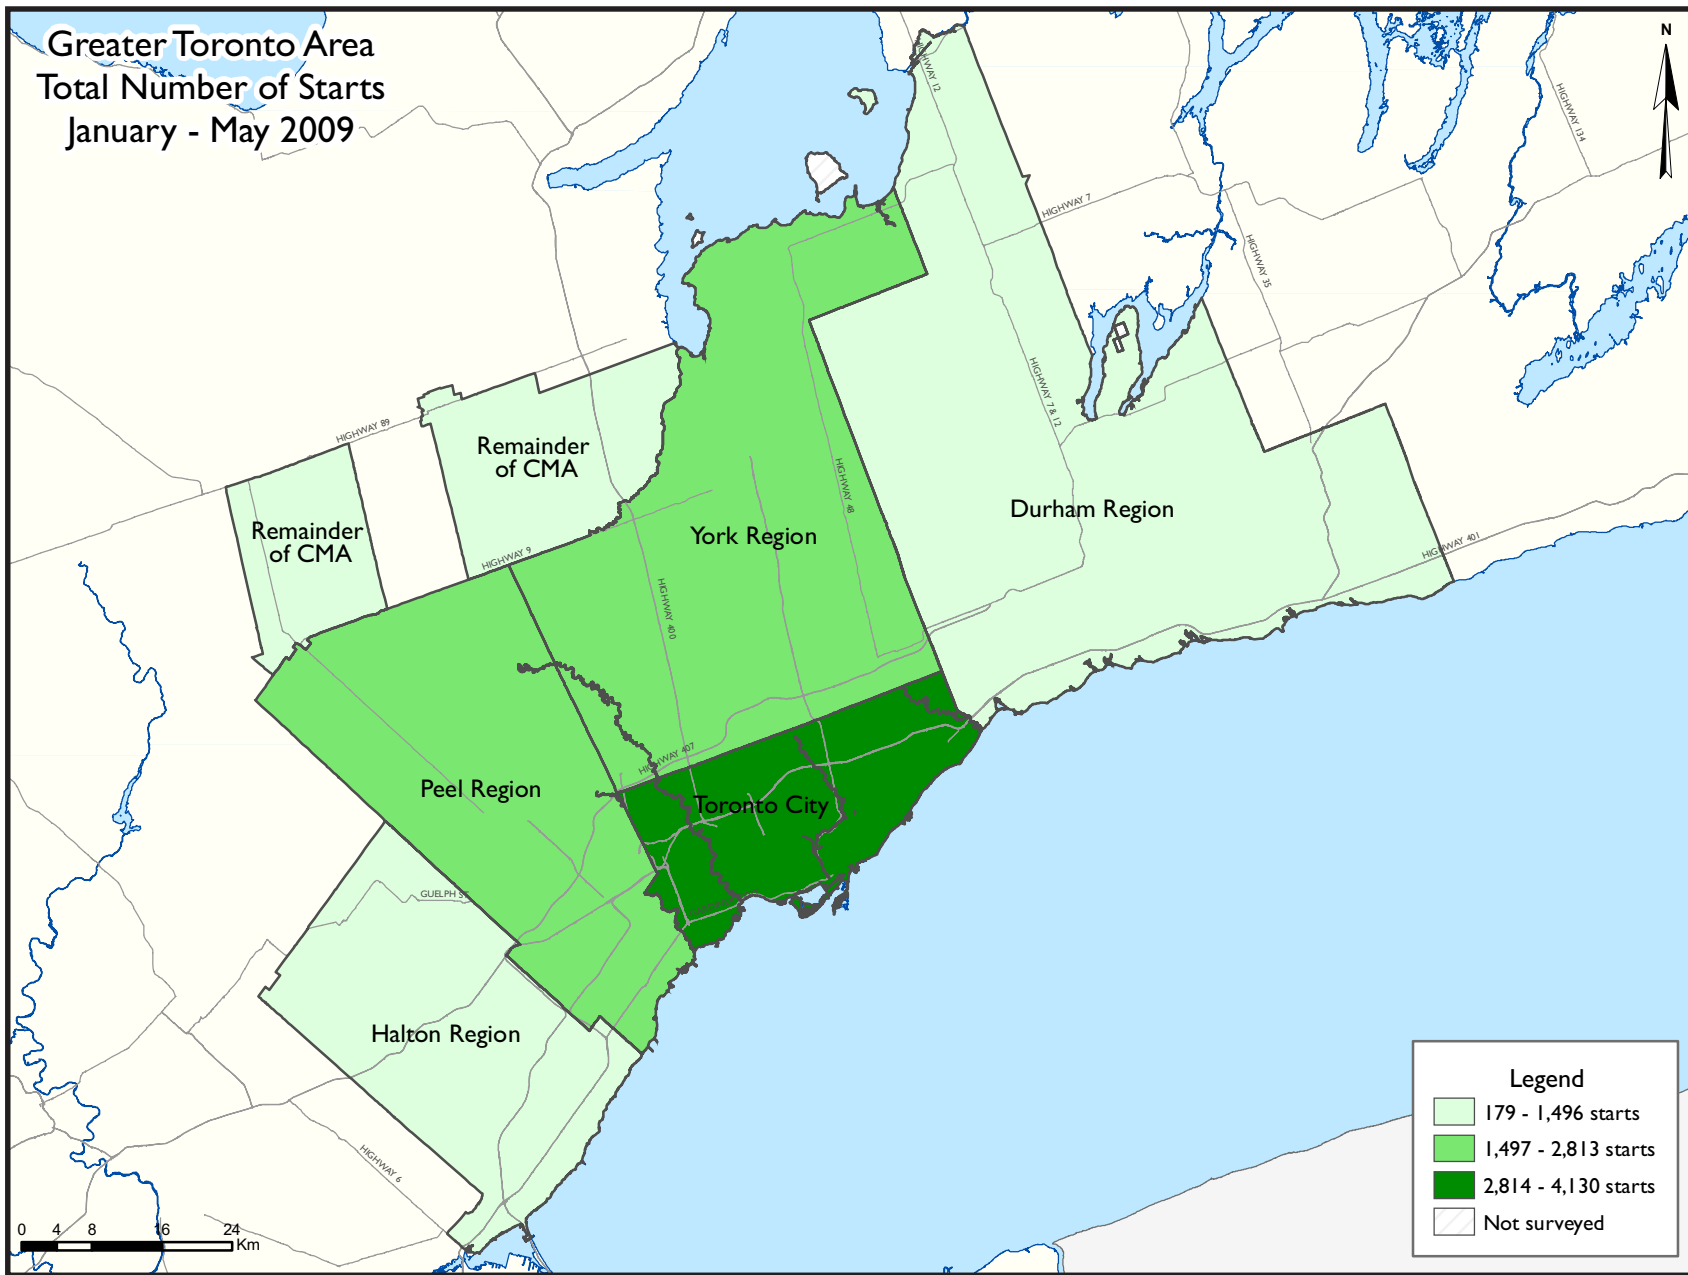 Greater Toronto Area
Total Number of Starts
January - May 2009
N
HIGHWAY 12
HIGHWAY 134
HIGHWAY 7
HIGHWAY 35
HIGHWAY 7 & 12
HIGHWAY 89
Remainder
of CMA
HIGHWAY 48
Durham Region
Remainder
of CMA
York Region
HIGHWAY 401
HIGHWAY 9
HIGHWAY 400
HIGHWAY 407
Peel Region
Toronto City
GUELPH ST
Halton Region
HIGHWAY 6
Legend
179 - 1,496 starts
1,497 - 2,813 starts
2,814 - 4,130 starts
Not surveyed
0 4 8 16 24
Km